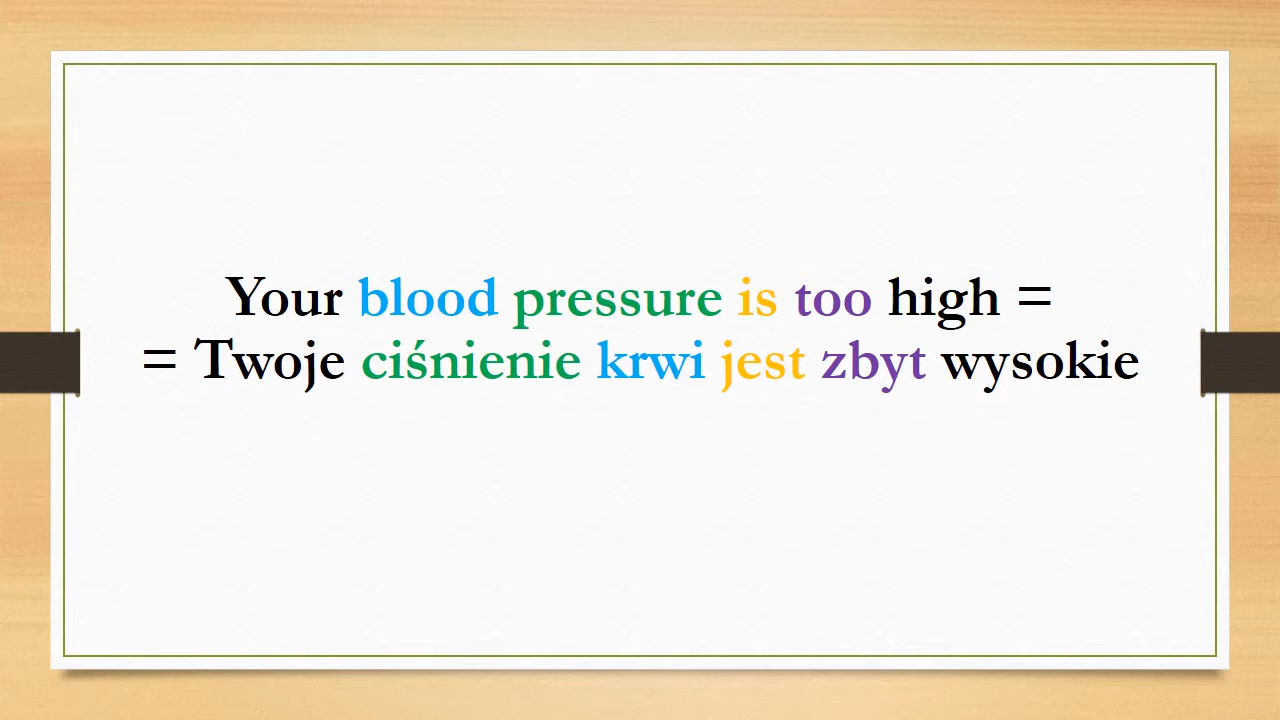 Your blood pressure is too high =
= Twoje ciśnienie krwi jest zbyt wysokie